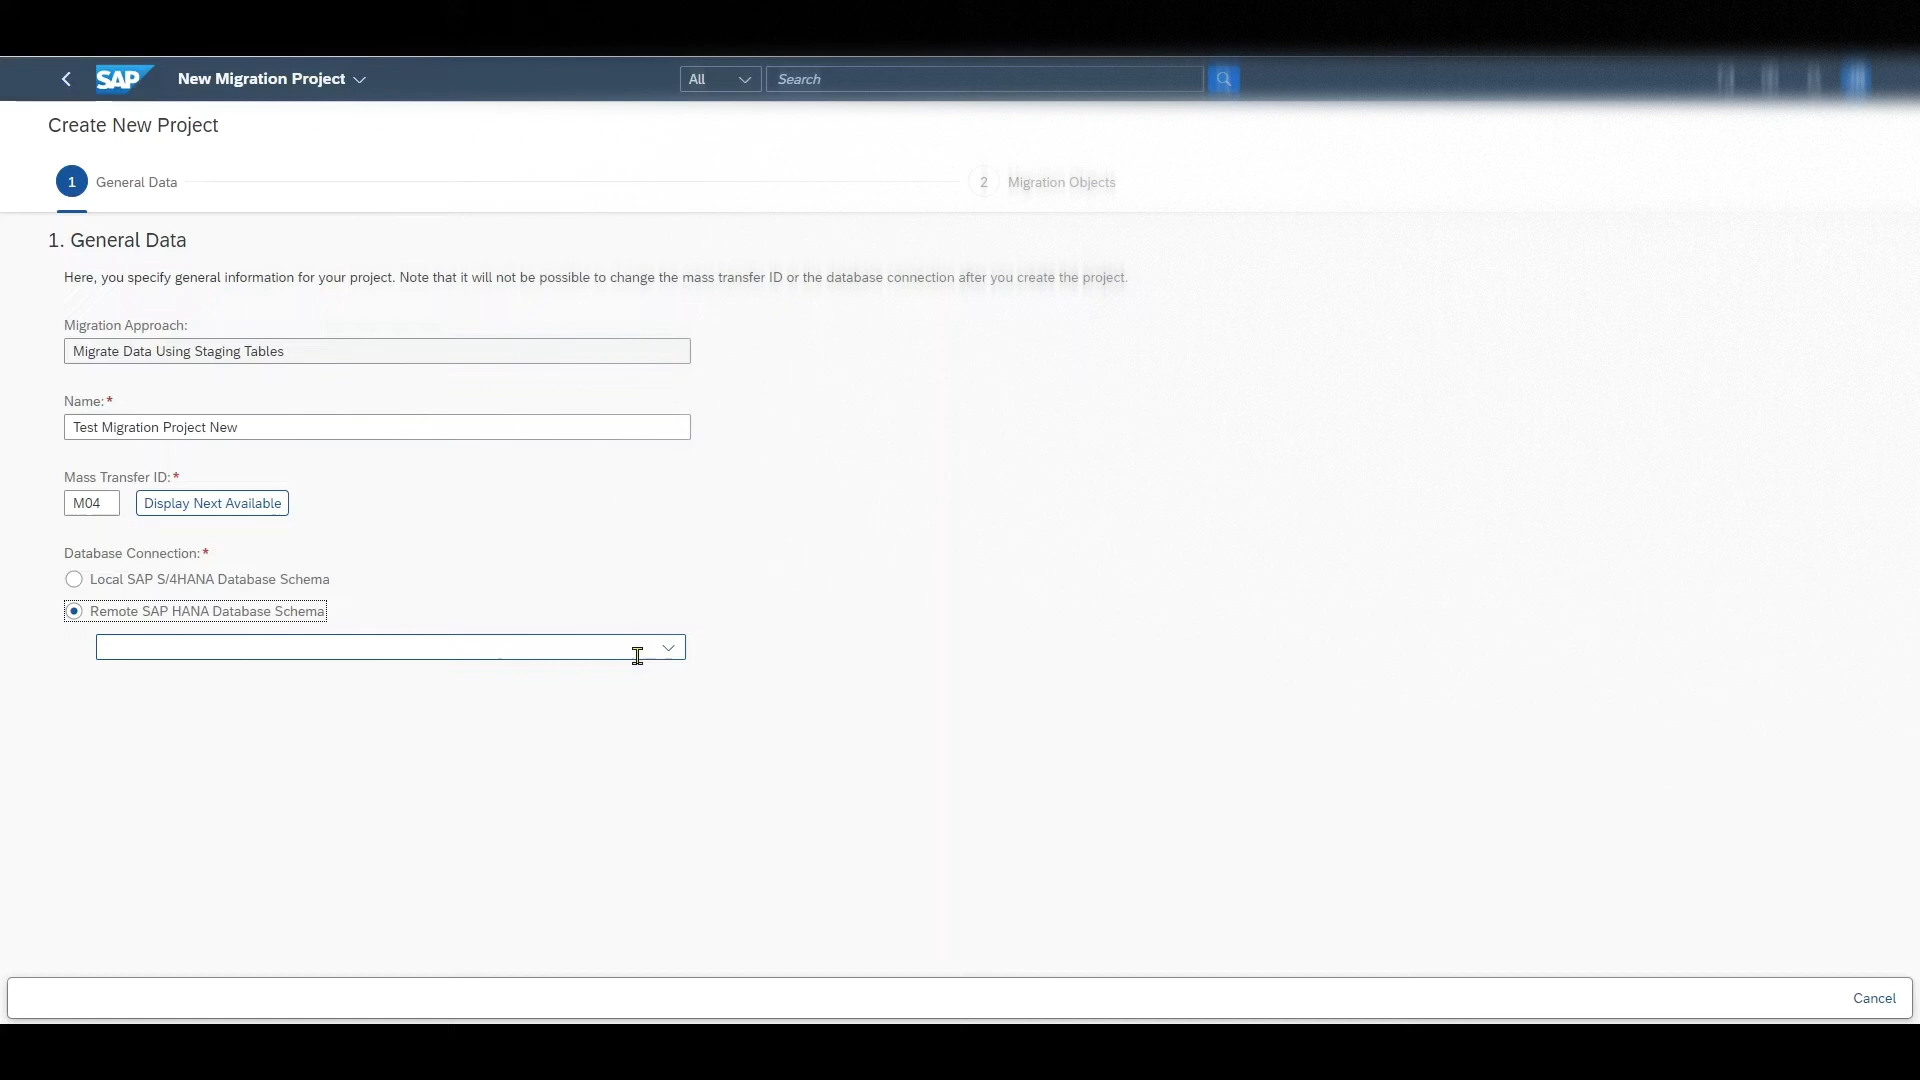 SAP New Migration Project All Search
Create New Project
1 General Data 2 Migration Objects
1. General Data
Here, you specify general information for your project. Note that it will not be possible to change the mass transfer ID or the database connection after you create the project.
Migration Approach:
Migrate Data Using Staging Tables
Name:*
Test Migration Project New
Mass Transfer ID:*
M04 Display Next Available
Database Connection:*
Local SAP S/4HANA Database Schema
Remote SAP HANA Database Schema
Cancel